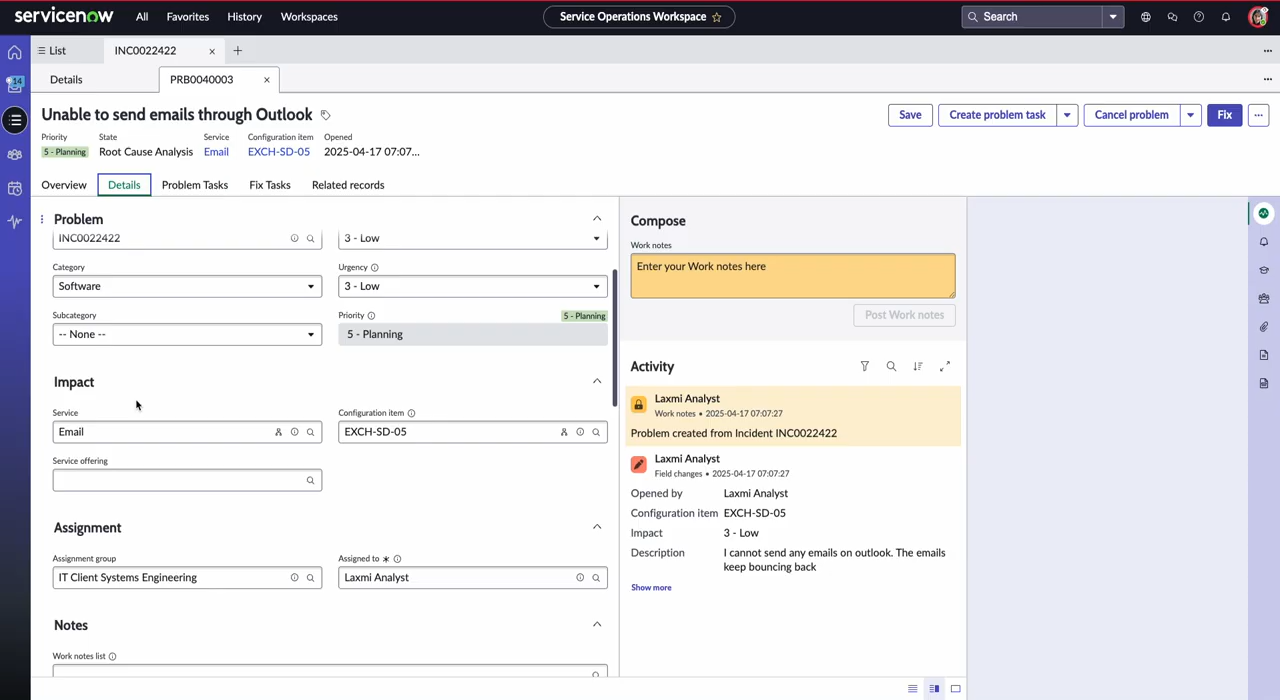 servicenow
All
Favorites
History
Workspaces
Service Operations Workspace
Search
List
INC0022422
Details
PRB0040003
Unable to send emails through Outlook
Save
Create problem task
Cancel problem
Fix
Priority
State
Service
Configuration item
Opened
5 - Planning
Root Cause Analysis
Email
EXCH-SD-05
2025-04-17 07:07...
Overview
Details
Problem Tasks
Fix Tasks
Related records
Problem
INC0022422
3 - Low
Category
Software
Urgency
3 - Low
Subcategory
-- None --
Priority
5 - Planning
5 - Planning
Impact
Service
Email
Configuration item
EXCH-SD-05
Service offering
Assignment
Assignment group
IT Client Systems Engineering
Assigned to
Laxmi Analyst
Notes
Work notes list
Compose
Work notes
Enter your Work notes here
Post Work notes
Activity
Laxmi Analyst
Work notes • 2025-04-17 07:07:27
Problem created from Incident INC0022422
Laxmi Analyst
Field changes • 2025-04-17 07:07:27
Opened by Laxmi Analyst
Configuration item EXCH-SD-05
Impact 3 - Low
Description I cannot send any emails on outlook. The emails
keep bouncing back
Show more